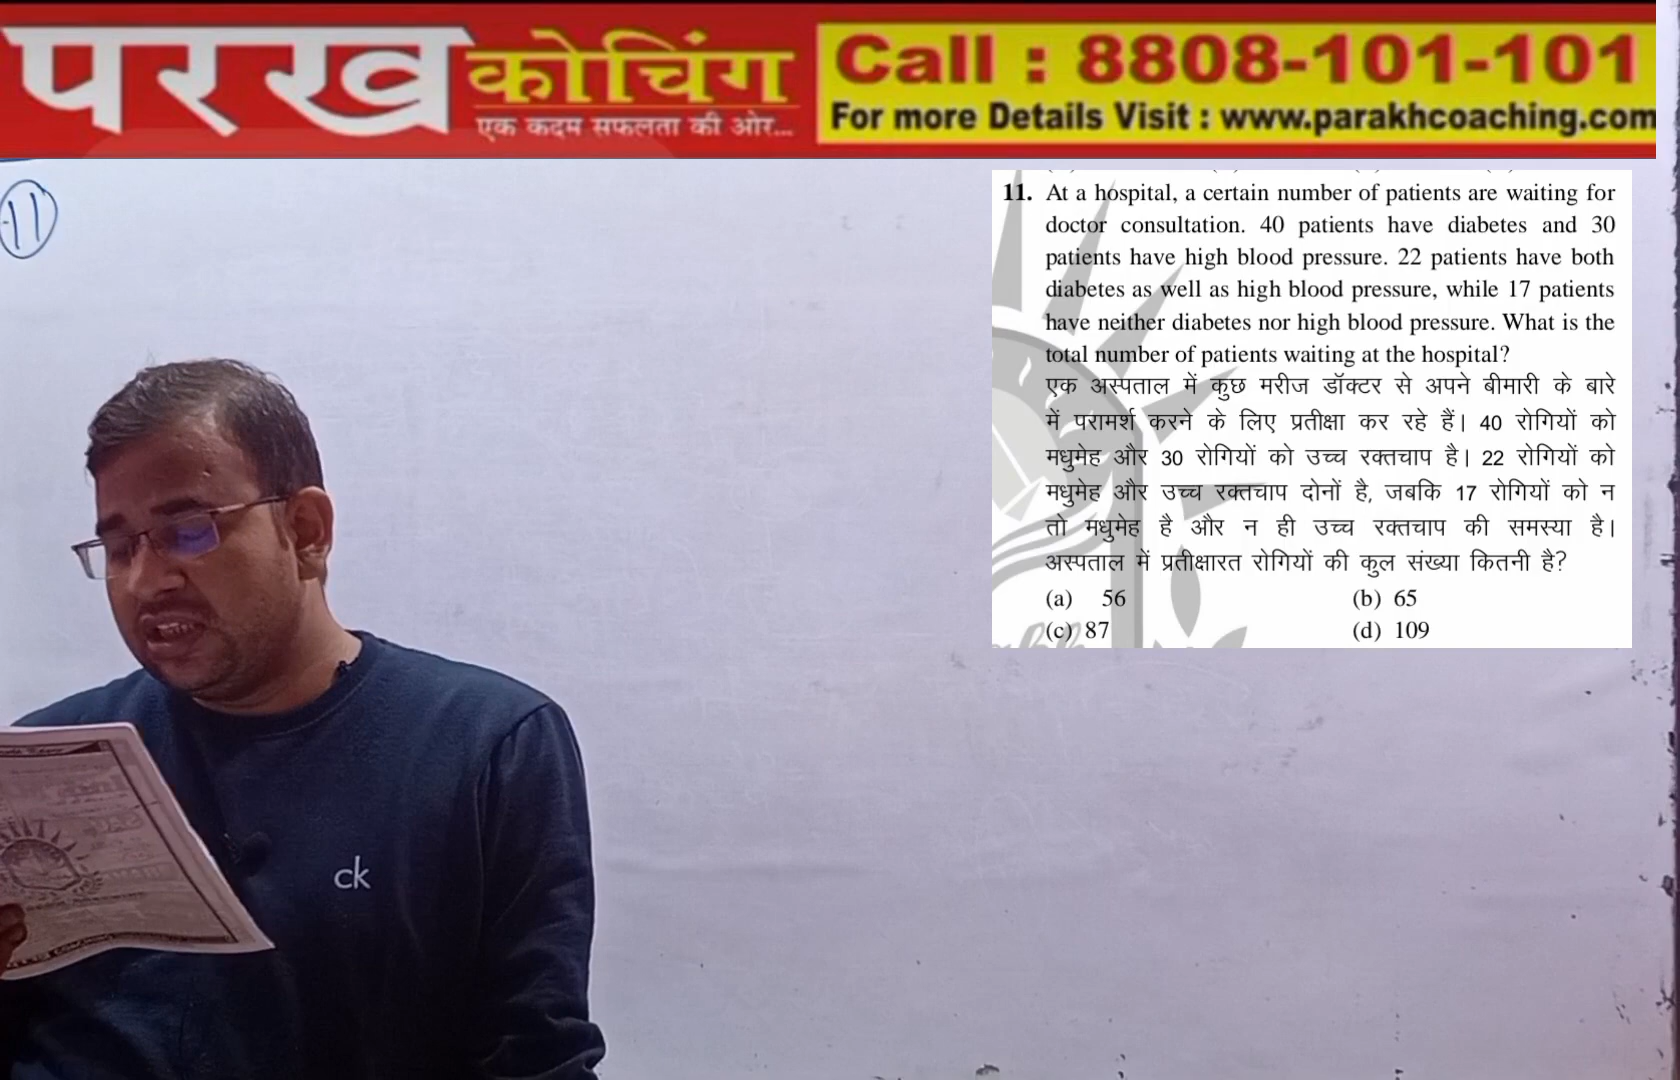 परख कोचिंग
एक कदम सफलता की ओर...
Call : 8808-101-101
For more Details Visit : www.parakhcoaching.com
11
11. At a hospital, a certain number of patients are waiting for
doctor consultation. 40 patients have diabetes and 30
patients have high blood pressure. 22 patients have both
diabetes as well as high blood pressure, while 17 patients
have neither diabetes nor high blood pressure. What is the
total number of patients waiting at the hospital?
एक अस्पताल में कुछ मरीज डॉक्टर से अपने बीमारी के बारे
में परामर्श करने के लिए प्रतीक्षा कर रहे हैं। 40 रोगियों को
मधुमेह और 30 रोगियों को उच्च रक्तचाप है। 22 रोगियों को
मधुमेह और उच्च रक्तचाप दोनों है, जबकि 17 रोगियों को न
तो मधुमेह है और न ही उच्च रक्तचाप की समस्या है।
अस्पताल में प्रतीक्षारत रोगियों की कुल संख्या कितनी है?
(a) 56 (b) 65
(c) 87 (d) 109
ck